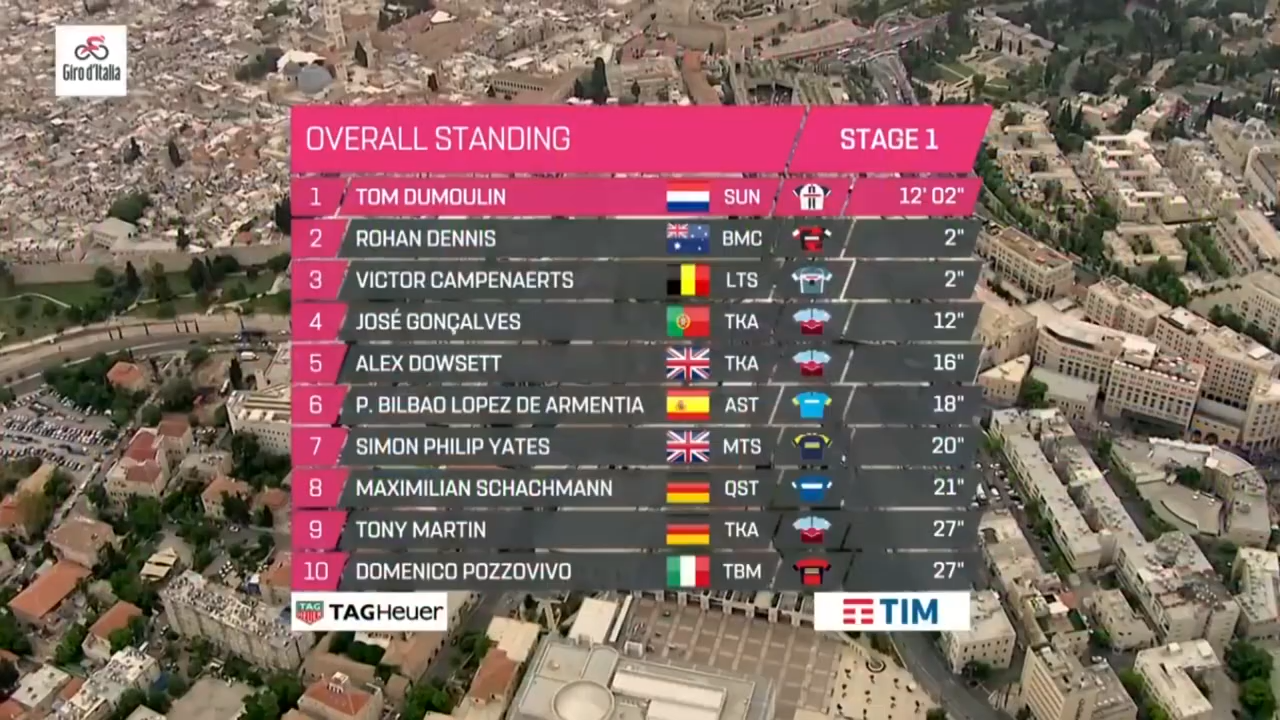 Giro d'Italia
OVERALL STANDING STAGE 1
1 TOM DUMOULIN SUN 12' 02"
2 ROHAN DENNIS BMC 2"
3 VICTOR CAMPENAERTS LTS 2"
4 JOSÉ GONÇALVES TKA 12"
5 ALEX DOWSETT TKA 16"
6 P. BILBAO LOPEZ DE ARMENTIA AST 18"
7 SIMON PHILIP YATES MTS 20"
8 MAXIMILIAN SCHACHMANN QST 21"
9 TONY MARTIN TKA 27"
10 DOMENICO POZZOVIVO TBM 27"
TAG HEUER TAGHeuer TIM